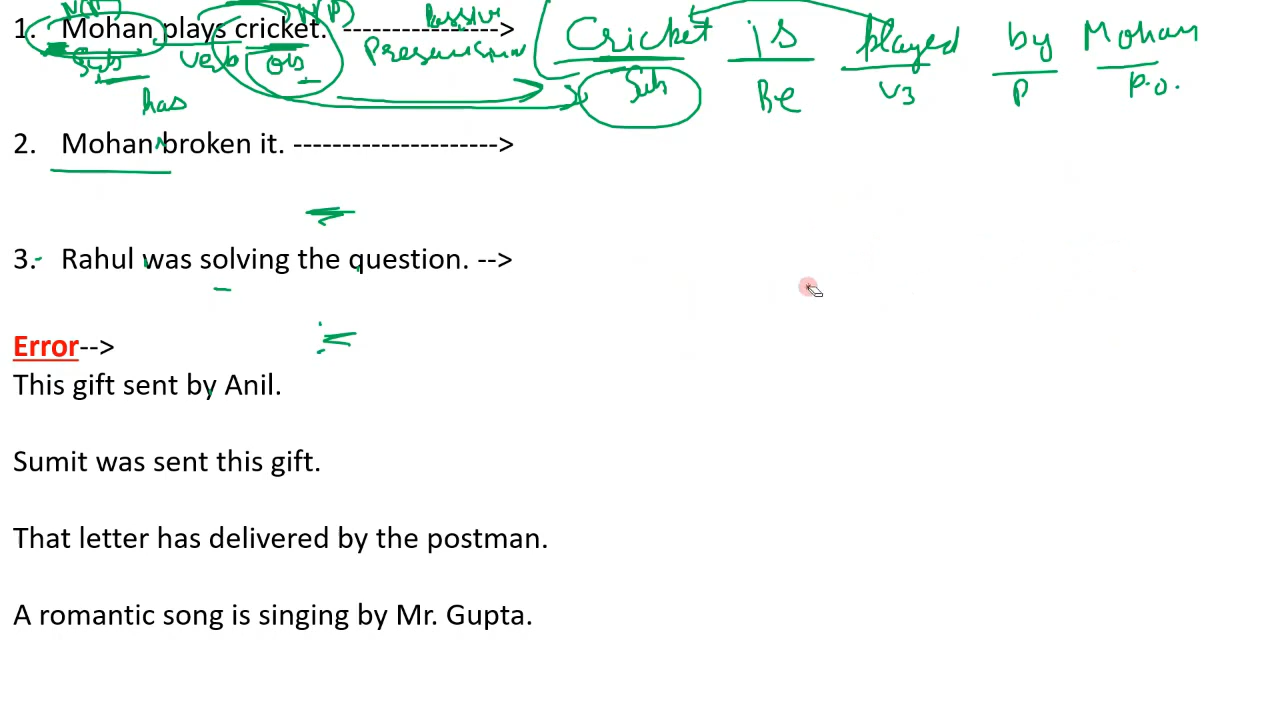 N(P) N(P) Passive
1. Mohan plays cricket. -----------------> Cricket is played by Mohan
Sub verb obj Present Sub Be V3 P P.O.
has
2. Mohan broken it. --------------------->
3. Rahul was solving the question. -->
Error-->
This gift sent by Anil.
Sumit was sent this gift.
That letter has delivered by the postman.
A romantic song is singing by Mr. Gupta.